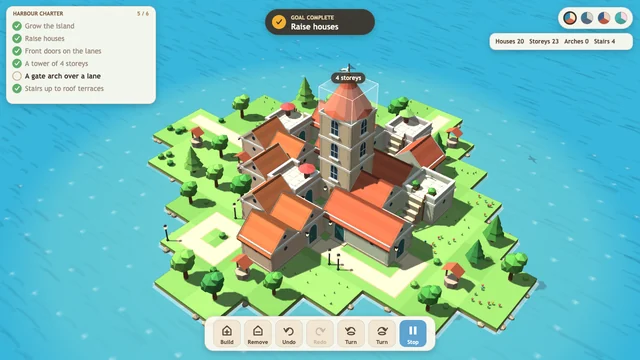 HARBOUR CHARTER 5 / 6
Grow the island
Raise houses
Front doors on the lanes
A tower of 4 storeys
A gate arch over a lane
Stairs up to roof terraces
GOAL COMPLETE
Raise houses
4 storeys
Houses 20 Storeys 23 Arches 0 Stairs 4
Build
Remove
Undo
Redo
Turn
Turn
Stop